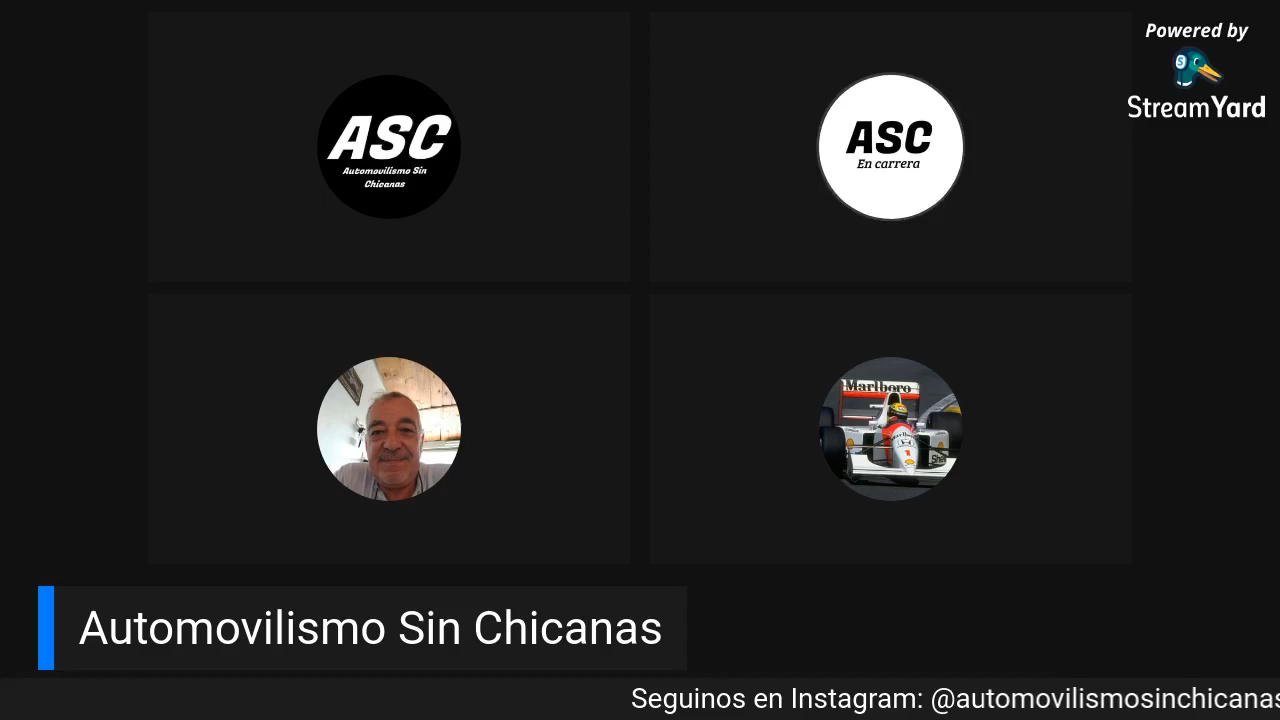 Powered by
StreamYard
ASC
Automovilismo Sin
Chicanas
ASC
En carrera
Marlboro
Automovilismo Sin Chicanas
Seguinos en Instagram: @automovilismosinchicanas